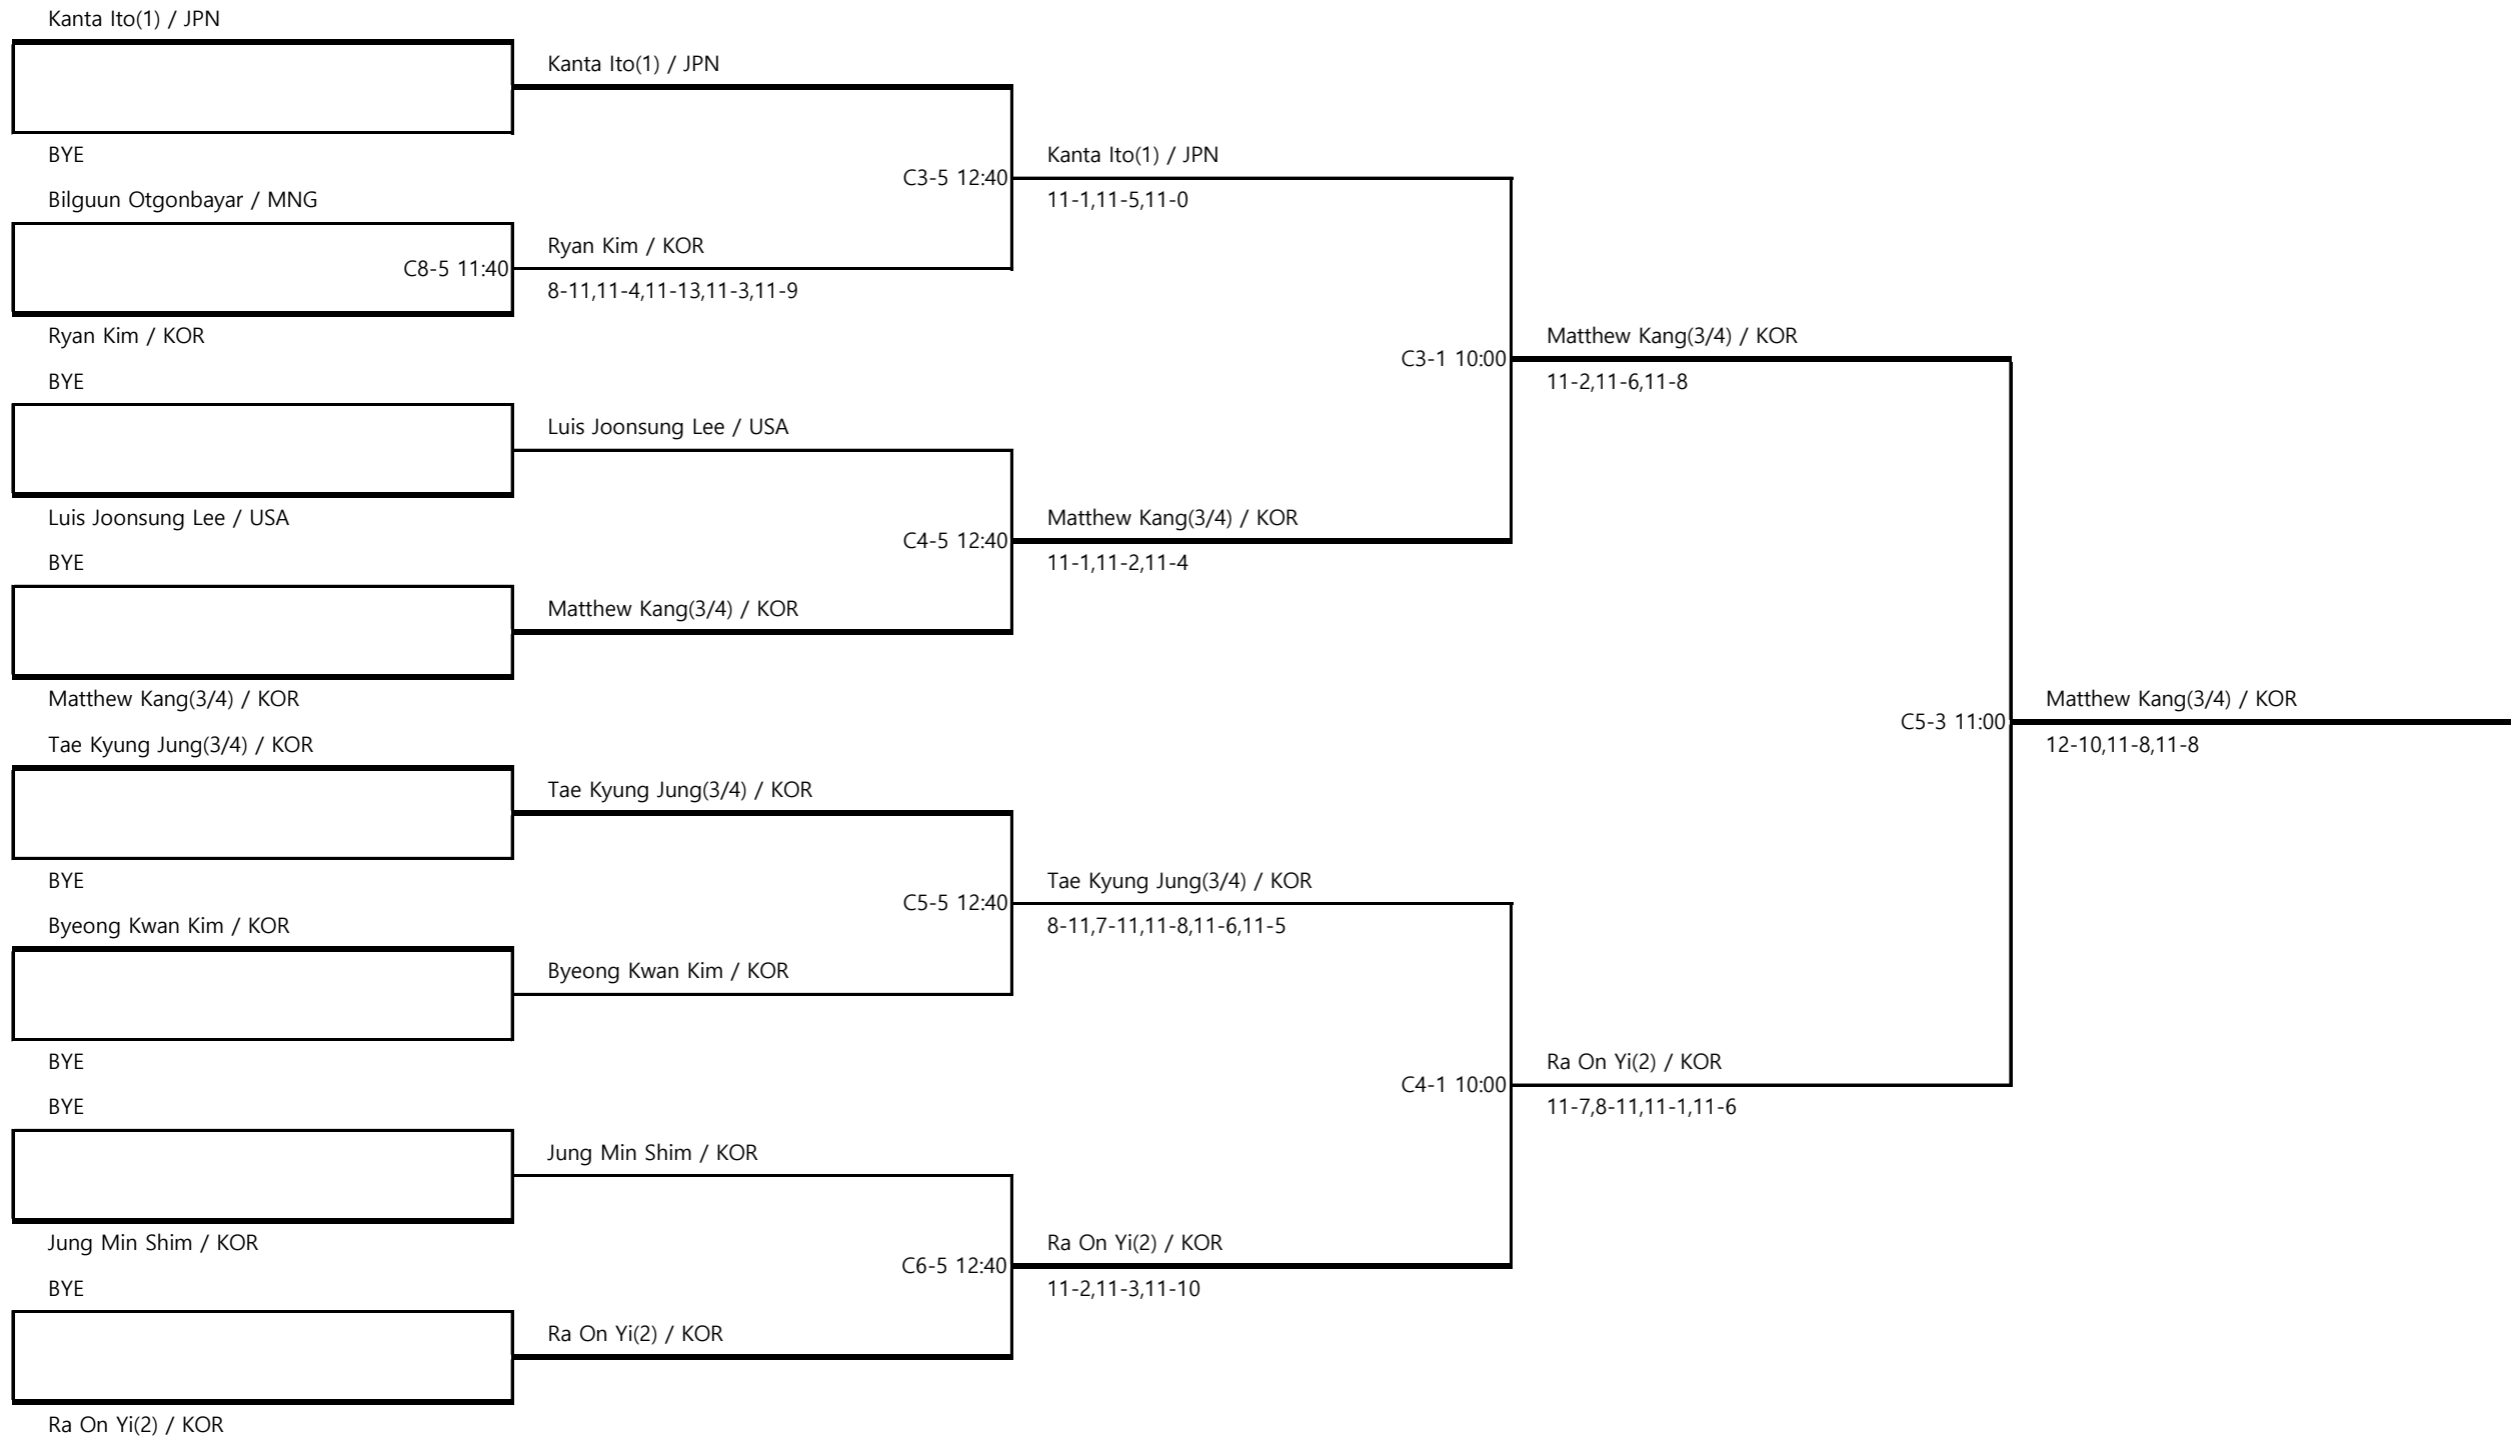 Kanta Ito(1) / JPN
Kanta Ito(1) / JPN
BYE
C3-5 12:40
Kanta Ito(1) / JPN
11-1,11-5,11-0
Bilguun Otgonbayar / MNG
C8-5 11:40
Ryan Kim / KOR
8-11,11-4,11-13,11-3,11-9
Ryan Kim / KOR
C3-1 10:00
Matthew Kang(3/4) / KOR
11-2,11-6,11-8
BYE
Luis Joonsung Lee / USA
Luis Joonsung Lee / USA
C4-5 12:40
Matthew Kang(3/4) / KOR
11-1,11-2,11-4
BYE
Matthew Kang(3/4) / KOR
Matthew Kang(3/4) / KOR
C5-3 11:00
Matthew Kang(3/4) / KOR
12-10,11-8,11-8
Tae Kyung Jung(3/4) / KOR
Tae Kyung Jung(3/4) / KOR
BYE
C5-5 12:40
Tae Kyung Jung(3/4) / KOR
8-11,7-11,11-8,11-6,11-5
Byeong Kwan Kim / KOR
Byeong Kwan Kim / KOR
BYE
C4-1 10:00
Ra On Yi(2) / KOR
11-7,8-11,11-1,11-6
BYE
Jung Min Shim / KOR
Jung Min Shim / KOR
C6-5 12:40
Ra On Yi(2) / KOR
11-2,11-3,11-10
BYE
Ra On Yi(2) / KOR
Ra On Yi(2) / KOR